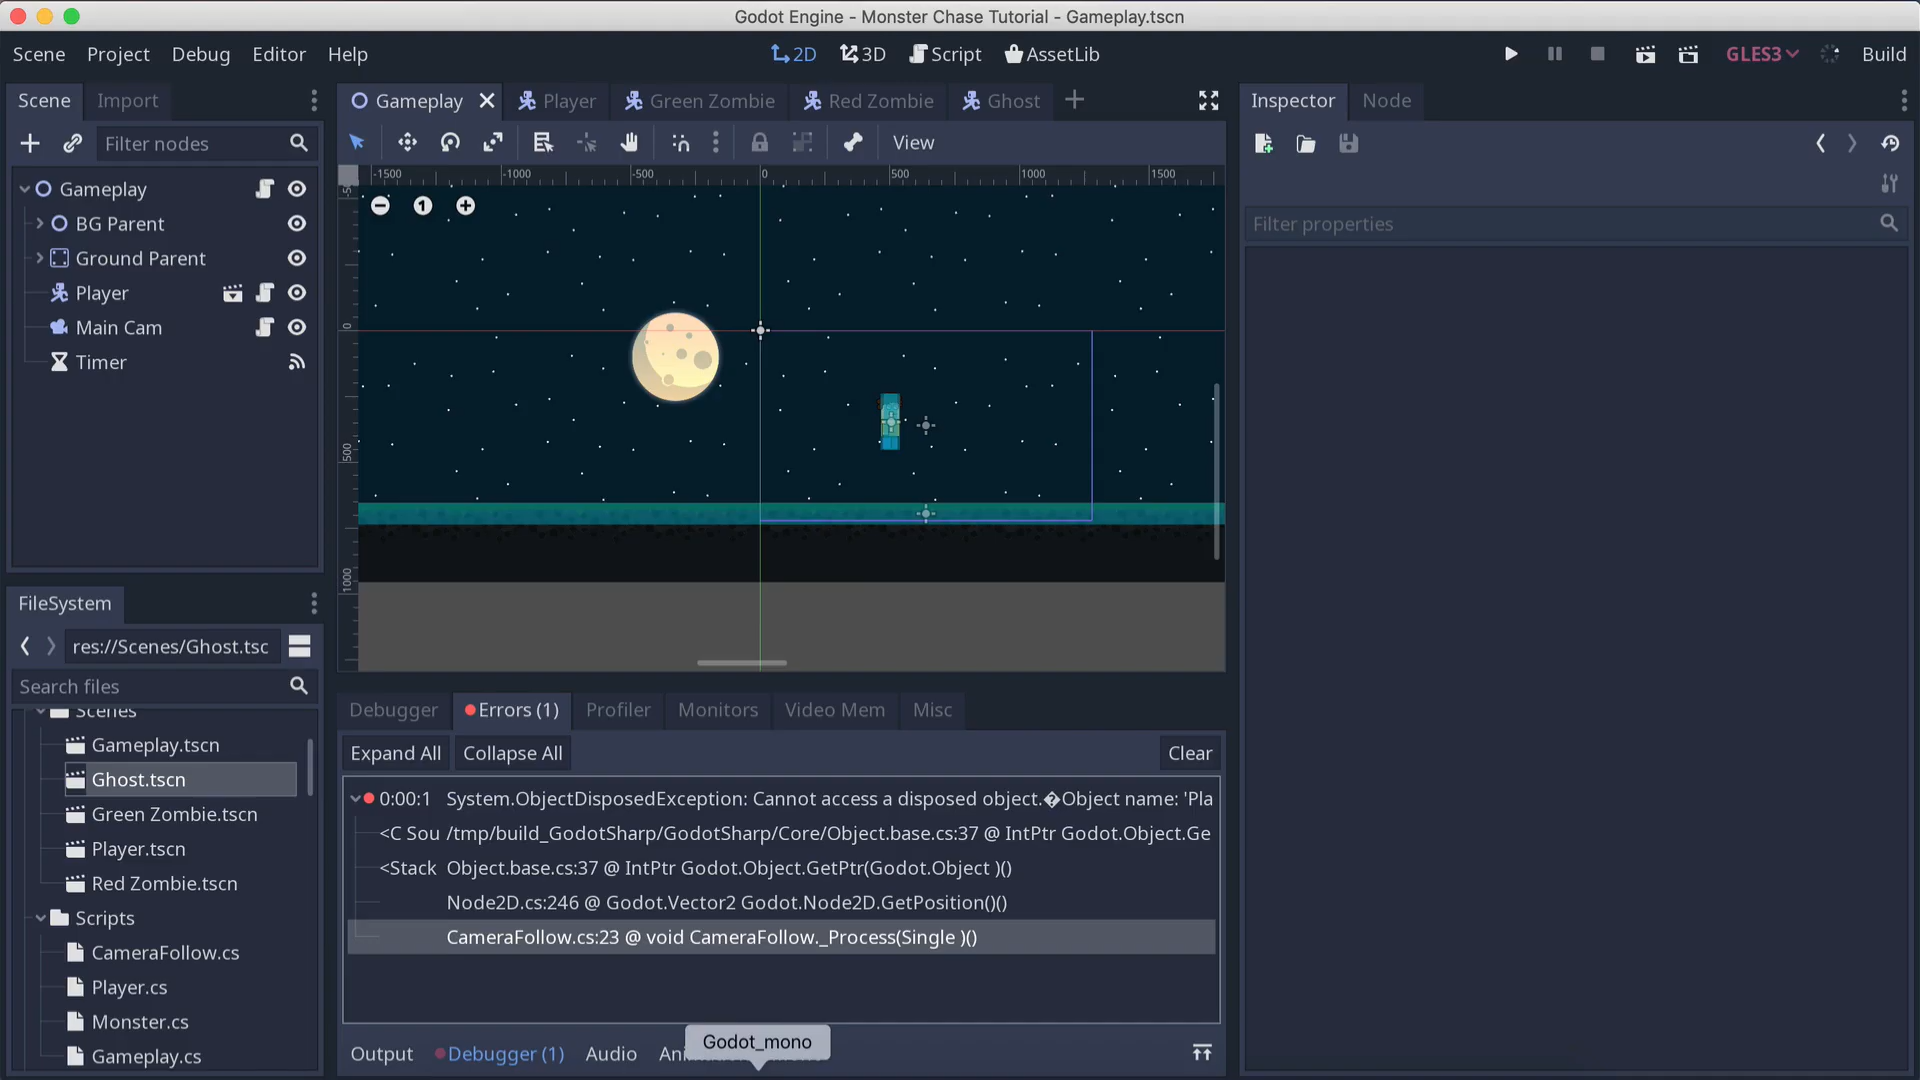 Godot Engine - Monster Chase Tutorial - Gameplay.tscn
Scene Project Debug Editor Help 2D 3D Script AssetLib GLES3 Build
Scene Import
Gameplay Player Green Zombie Red Zombie Ghost
Inspector Node
Filter nodes
View
-1500 -1000 -500 0 500 1000 1500
1
Gameplay
BG Parent
Ground Parent
Player
Main Cam
Timer
0
500
1000
Filter properties
FileSystem
res://Scenes/Ghost.tsc
Search files
Scenes
Gameplay.tscn
Ghost.tscn
Green Zombie.tscn
Player.tscn
Red Zombie.tscn
Scripts
CameraFollow.cs
Player.cs
Monster.cs
Gameplay.cs
Debugger Errors (1) Profiler Monitors Video Mem Misc
Expand All Collapse All Clear
0:00:1 System.ObjectDisposedException: Cannot access a disposed object.�Object name: 'Pla
<C Sou /tmp/build_GodotSharp/GodotSharp/Core/Object.base.cs:37 @ IntPtr Godot.Object.Ge
<Stack Object.base.cs:37 @ IntPtr Godot.Object.GetPtr(Godot.Object )()
Node2D.cs:246 @ Godot.Vector2 Godot.Node2D.GetPosition()()
CameraFollow.cs:23 @ void CameraFollow._Process(Single )()
Output Debugger (1) Audio
Godot_mono